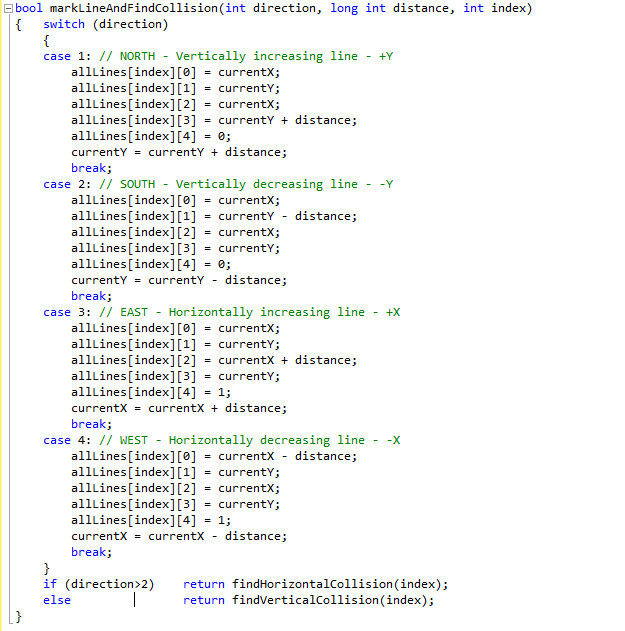 bool markLineAndFindCollision(int direction, long int distance, int index)
{   switch (direction)
    {
    case 1: // NORTH - Vertically increasing line - +Y
        allLines[index][0] = currentX;
        allLines[index][1] = currentY;
        allLines[index][2] = currentX;
        allLines[index][3] = currentY + distance;
        allLines[index][4] = 0;
        currentY = currentY + distance;
        break;
    case 2: // SOUTH - Vertically decreasing line - -Y
        allLines[index][0] = currentX;
        allLines[index][1] = currentY - distance;
        allLines[index][2] = currentX;
        allLines[index][3] = currentY;
        allLines[index][4] = 0;
        currentY = currentY - distance;
        break;
    case 3: // EAST - Horizontally increasing line - +X
        allLines[index][0] = currentX;
        allLines[index][1] = currentY;
        allLines[index][2] = currentX + distance;
        allLines[index][3] = currentY;
        allLines[index][4] = 1;
        currentX = currentX + distance;
        break;
    case 4: // WEST - Horizontally decreasing line - -X
        allLines[index][0] = currentX - distance;
        allLines[index][1] = currentY;
        allLines[index][2] = currentX;
        allLines[index][3] = currentY;
        allLines[index][4] = 1;
        currentX = currentX - distance;
        break;
    }
    if (direction>2)    return findHorizontalCollision(index);
    else                return findVerticalCollision(index);
}